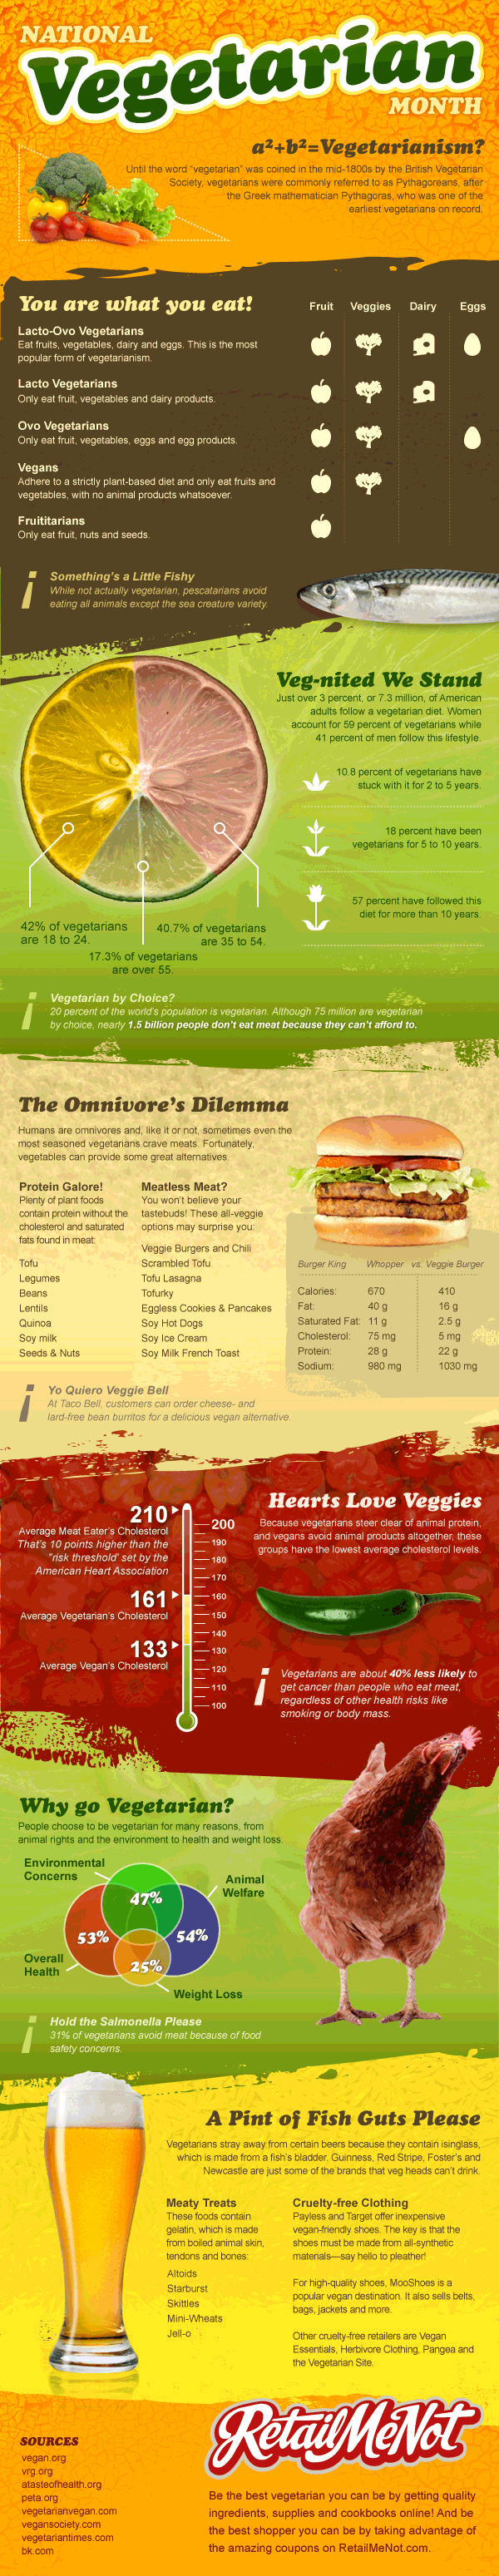 NATIONAL
Vegetarian
MONTH
a²+b²=Vegetarianism?
Until the word "vegetarian" was coined in the mid-1800s by the British Vegetarian
Society, vegetarians were commonly referred to as Pythagoreans, after
the Greek mathematician Pythagoras, who was one of the
earliest vegetarians on record.
You are what you eat!
Fruit Veggies Dairy Eggs
Lacto-Ovo Vegetarians
Eat fruits, vegetables, dairy and eggs. This is the most
popular form of vegetarianism.
Lacto Vegetarians
Only eat fruit, vegetables and dairy products.
Ovo Vegetarians
Only eat fruit, vegetables, eggs and egg products.
Vegans
Adhere to a strictly plant-based diet and only eat fruits and
vegetables, with no animal products whatsoever.
Fruititarians
Only eat fruit, nuts and seeds.
¡
Something's a Little Fishy
While not actually vegetarian, pescatarians avoid
eating all animals except the sea creature variety.
Veg-nited We Stand
Just over 3 percent, or 7.3 million, of American
adults follow a vegetarian diet. Women
account for 59 percent of vegetarians while
41 percent of men follow this lifestyle.
10.8 percent of vegetarians have
stuck with it for 2 to 5 years.
18 percent have been
vegetarians for 5 to 10 years.
57 percent have followed this
diet for more than 10 years.
42% of vegetarians
are 18 to 24.
40.7% of vegetarians
are 35 to 54.
17.3% of vegetarians
are over 55.
¡
Vegetarian by Choice?
20 percent of the world's population is vegetarian. Although 75 million are vegetarian
by choice, nearly 1.5 billion people don't eat meat because they can't afford to.
The Omnivore's Dilemma
Humans are omnivores and, like it or not, sometimes even the
most seasoned vegetarians crave meats. Fortunately,
vegetables can provide some great alternatives.
Protein Galore!
Plenty of plant foods
contain protein without the
cholesterol and saturated
fats found in meat:
Tofu
Legumes
Beans
Lentils
Quinoa
Soy milk
Seeds & Nuts
Meatless Meat?
You won't believe your
tastebuds! These all-veggie
options may surprise you:
Veggie Burgers and Chili
Scrambled Tofu
Tofu Lasagna
Tofurky
Eggless Cookies & Pancakes
Soy Hot Dogs
Soy Ice Cream
Soy Milk French Toast
Burger King Whopper vs. Veggie Burger
Calories: 670 410
Fat: 40 g 16 g
Saturated Fat: 11 g 2.5 g
Cholesterol: 75 mg 5 mg
Protein: 28 g 22 g
Sodium: 980 mg 1030 mg
¡
Yo Quiero Veggie Bell
At Taco Bell, customers can order cheese- and
lard-free bean burritos for a delicious vegan alternative.
Hearts Love Veggies
Because vegetarians steer clear of animal protein,
and vegans avoid animal products altogether, these
groups have the lowest average cholesterol levels.
210
Average Meat Eater's Cholesterol
That's 10 points higher than the
"risk threshold' set by the
American Heart Association
161
Average Vegetarian's Cholesterol
133
Average Vegan's Cholesterol
200
190
180
170
160
150
140
130
120
110
100
¡
Vegetarians are about 40% less likely to
get cancer than people who eat meat,
regardless of other health risks like
smoking or body mass.
Why go Vegetarian?
People choose to be vegetarian for many reasons, from
animal rights and the environment to health and weight loss.
Environmental
Concerns
Animal
Welfare
47%
53%
54%
25%
Overall
Health
Weight Loss
¡
Hold the Salmonella Please
31% of vegetarians avoid meat because of food
safety concerns.
A Pint of Fish Guts Please
Vegetarians stray away from certain beers because they contain isinglass,
which is made from a fish's bladder. Guinness, Red Stripe, Foster's and
Newcastle are just some of the brands that veg heads can't drink.
Meaty Treats
These foods contain
gelatin, which is made
from boiled animal skin,
tendons and bones:
Altoids
Starburst
Skittles
Mini-Wheats
Jell-o
Cruelty-free Clothing
Payless and Target offer inexpensive
vegan-friendly shoes. The key is that the
shoes must be made from all-synthetic
materials—say hello to pleather!
For high-quality shoes, MooShoes is a
popular vegan destination. It also sells belts,
bags, jackets and more.
Other cruelty-free retailers are Vegan
Essentials, Herbivore Clothing, Pangea and
the Vegetarian Site.
SOURCES
vegan.org
vrg.org
atasteofhealth.org
peta.org
vegetarianvegan.com
vegansociety.com
vegetariantimes.com
bk.com
RetailMeNot
Be the best vegetarian you can be by getting quality
ingredients, supplies and cookbooks online! And be
the best shopper you can be by taking advantage of
the amazing coupons on RetailMeNot.com.